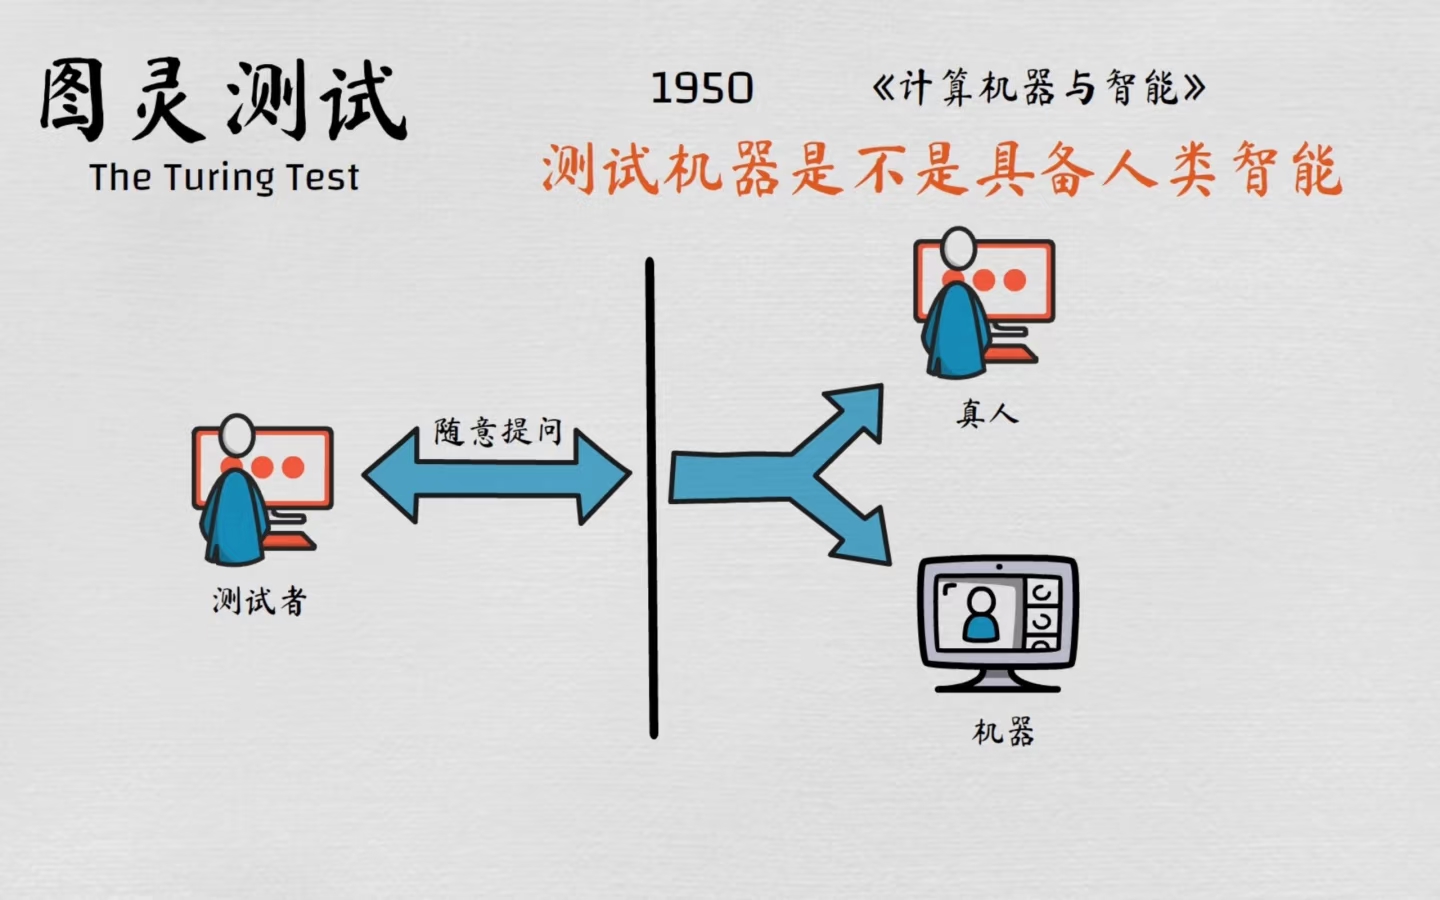 图灵测试
The Turing Test
1950 《计算机器与智能》
测试机器是不是具备人类智能
随意提问
测试者
真人
机器